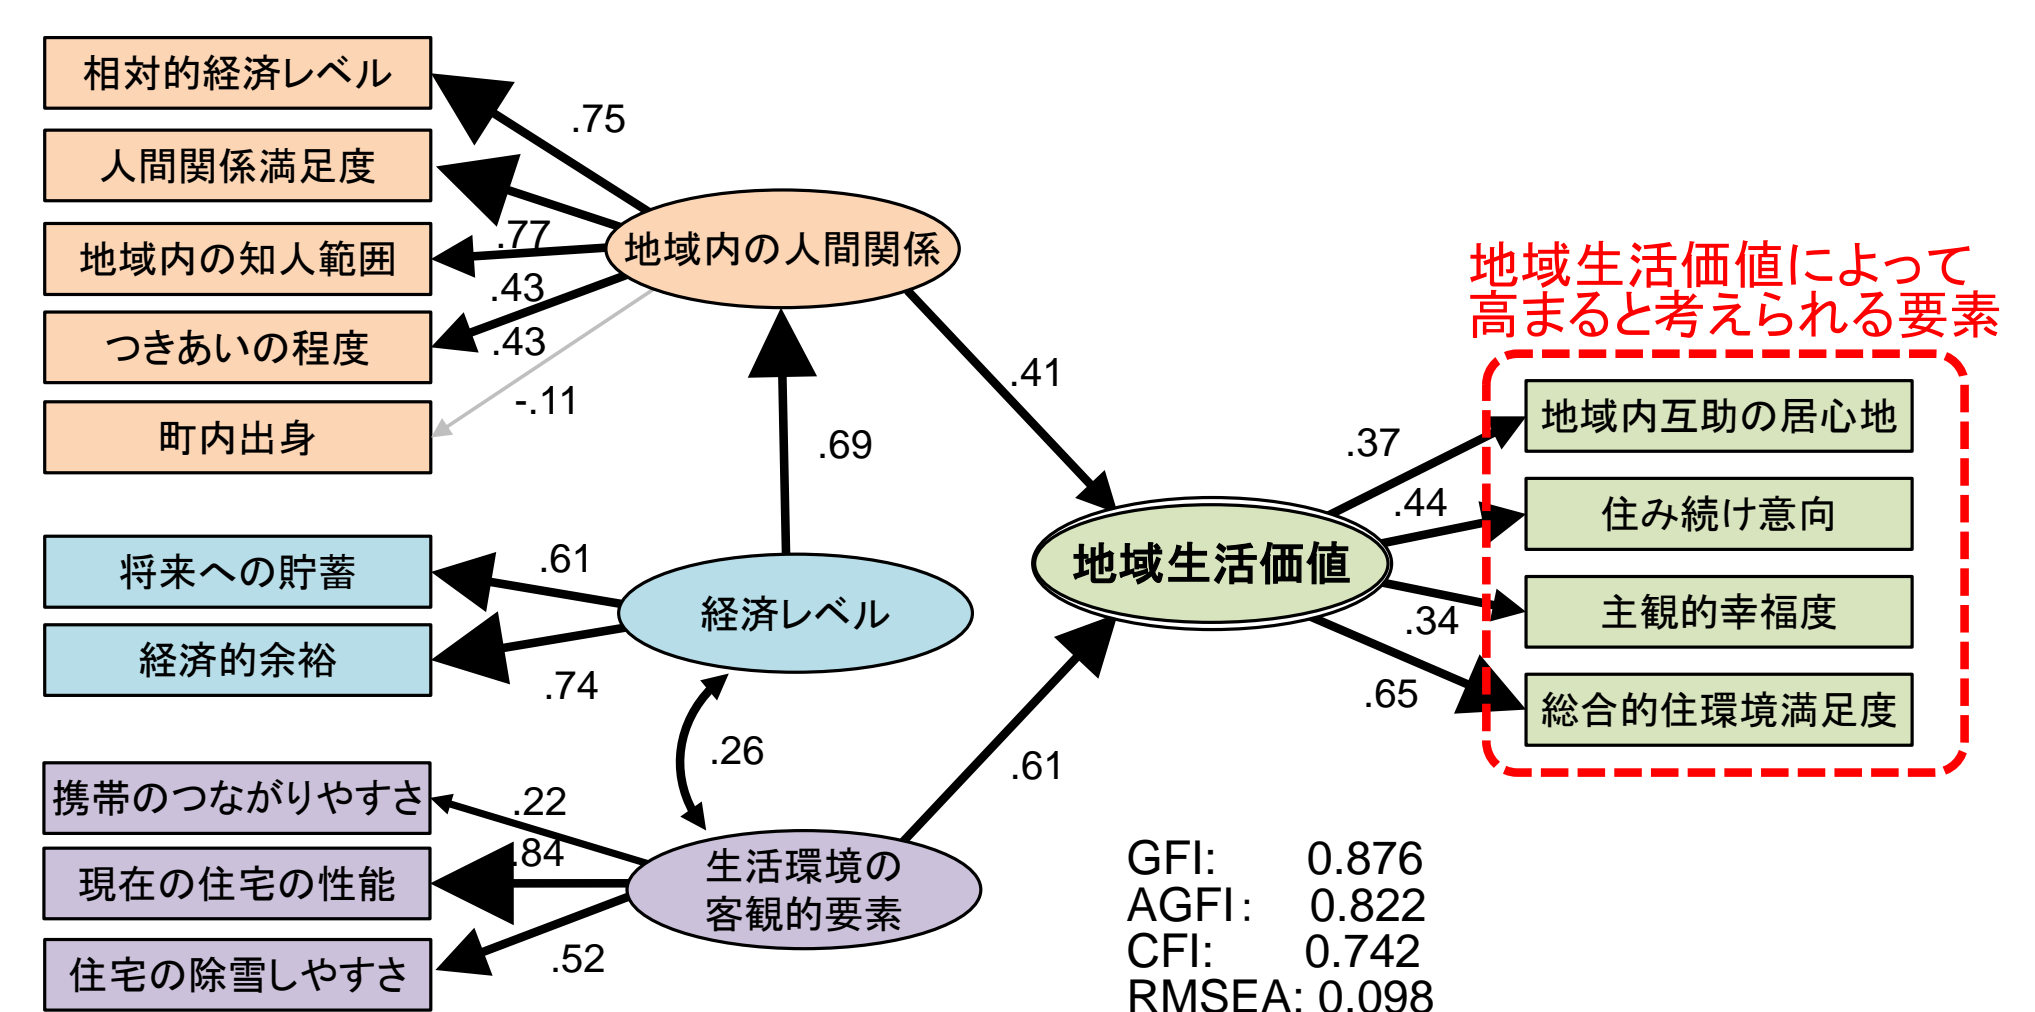 相対的経済レベル
.75
人間関係満足度
.77
地域内の知人範囲
.43
つきあいの程度
.43
町内出身
-.11
地域内の人間関係
.41
.69
将来への貯蓄
.61
経済的余裕
.74
経済レベル
.26
携帯のつながりやすさ
.22
現在の住宅の性能
.84
住宅の除雪しやすさ
.52
生活環境の
客観的要素
.61
地域生活価値
地域生活価値によって
高まると考えられる要素
.37
地域内互助の居心地
.44
住み続け意向
.34
主観的幸福度
.65
総合的住環境満足度
GFI: 0.876
AGFI: 0.822
CFI: 0.742
RMSEA: 0.098